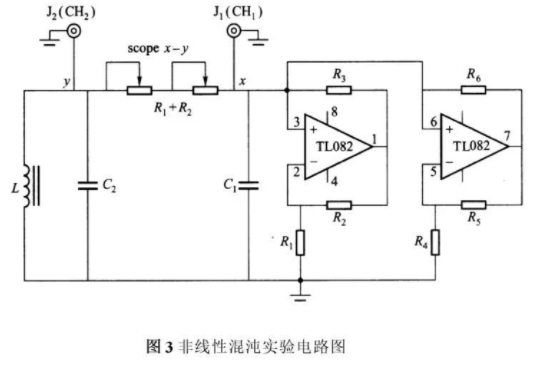 J₂(CH₂)
J₁(CH₁)
scope x-y
y
x
R₁+R₂
R₃
R₆
8
3
+
TL082
1
−
2
4
6
+
TL082
7
−
5
L
C₂
C₁
R₂
R₅
R₁
R₄
图3 非线性混沌实验电路图